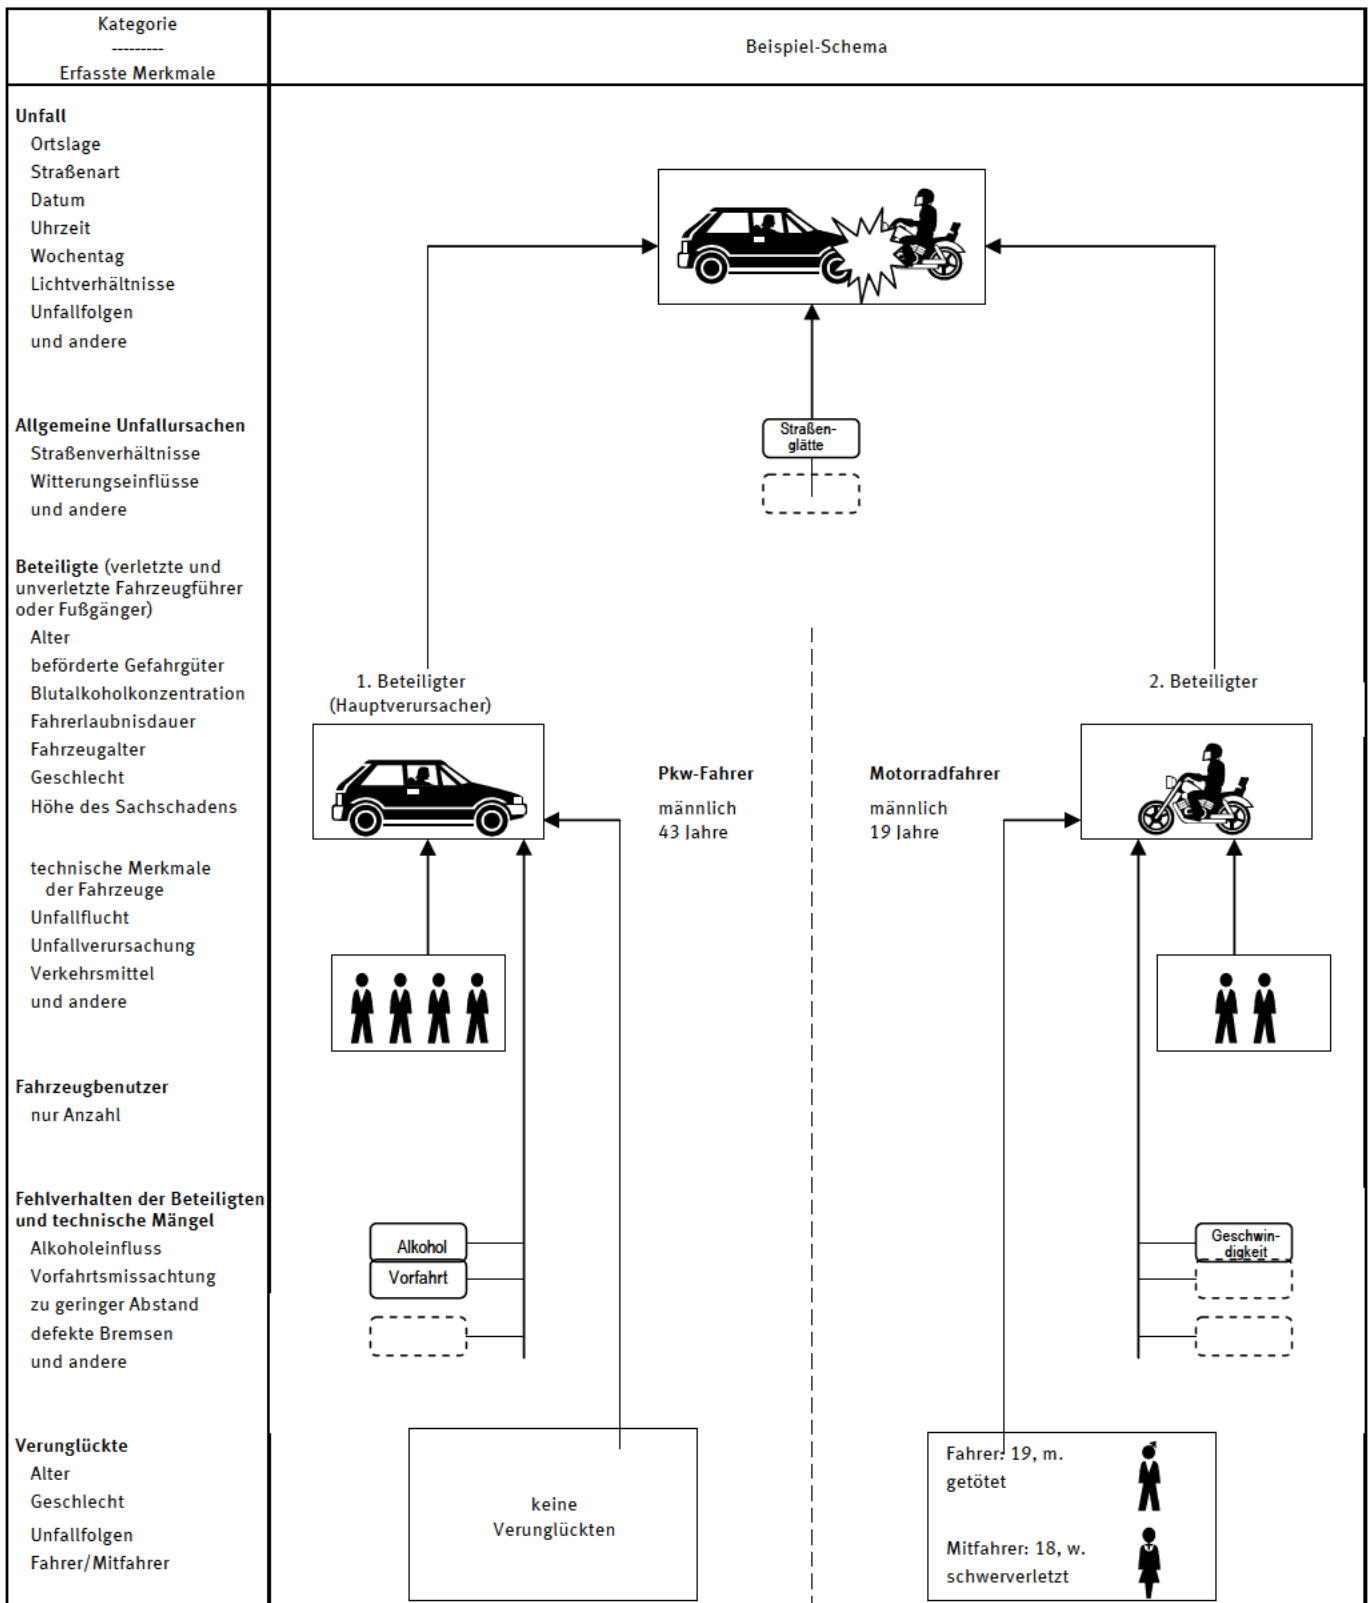 Kategorie
---------
Erfasste Merkmale
Beispiel-Schema
Unfall
Ortslage
Straßenart
Datum
Uhrzeit
Wochentag
Lichtverhältnisse
Unfallfolgen
und andere
Allgemeine Unfallursachen
Straßenverhältnisse
Witterungseinflüsse
und andere
Straßen-
glätte
Beteiligte (verletzte und
unverletzte Fahrzeugführer
oder Fußgänger)
Alter
beförderte Gefahrgüter
Blutalkoholkonzentration
Fahrerlaubnisdauer
Fahrzeugalter
Geschlecht
Höhe des Sachschadens
technische Merkmale
der Fahrzeuge
Unfallflucht
Unfallverursachung
Verkehrsmittel
und andere
1. Beteiligter
(Hauptverursacher)
Pkw-Fahrer
männlich
43 Jahre
2. Beteiligter
Motorradfahrer
männlich
19 Jahre
Fahrzeugbenutzer
nur Anzahl
Fehlverhalten der Beteiligten
und technische Mängel
Alkoholeinfluss
Vorfahrtsmissachtung
zu geringer Abstand
defekte Bremsen
und andere
Alkohol
Vorfahrt
Geschwin-
digkeit
Verunglückte
Alter
Geschlecht
Unfallfolgen
Fahrer/Mitfahrer
keine
Verunglückten
Fahrer: 19, m.
getötet
Mitfahrer: 18, w.
schwerverletzt